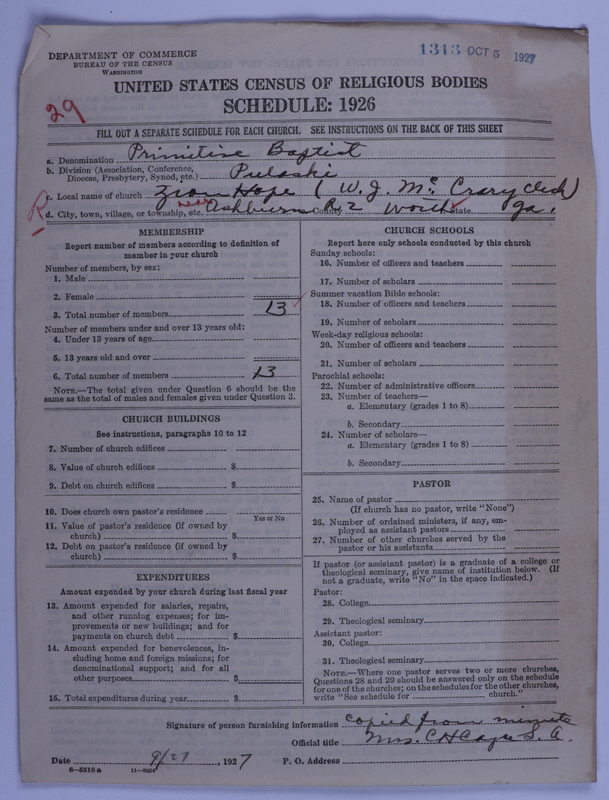 1313 OCT 5 1927
DEPARTMENT OF COMMERCE
BUREAU OF THE CENSUS
WASHINGTON
UNITED STATES CENSUS OF RELIGIOUS BODIES
SCHEDULE: 1926
29
FILL OUT A SEPARATE SCHEDULE FOR EACH CHURCH. SEE INSTRUCTIONS ON THE BACK OF THIS SHEET
a. Denomination Primitive Baptist
b. Division (Association, Conference, Diocese, Presbytery, Synod, etc.) Pulaski
c. Local name of church Zion Hope (W. J. McCrary Clerk)
R
d. City, town, village, or township, etc. near Ashburn R2 County Worth State Ga.
MEMBERSHIP
Report number of members according to definition of
member in your church
Number of members, by sex:
1. Male
2. Female
3. Total number of members 13
Number of members under and over 13 years old:
4. Under 13 years of age
5. 13 years old and over
6. Total number of members 13
NOTE.—The total given under Question 6 should be
same as the total of males and females given under Question 3.
CHURCH BUILDINGS
See instructions, paragraphs 10 to 12
7. Number of church edifices
8. Value of church edifices $
9. Debt on church edifices $
10. Does church own pastor's residence
Yes or No
11. Value of pastor's residence (if owned by
church) $
12. Debt on pastor's residence (if owned by
church) $
EXPENDITURES
Amount expended by your church during last fiscal year
13. Amount expended for salaries, repairs,
and other running expenses; for im-
provements or new buildings; and for
payments on church debt $
14. Amount expended for benevolences, in-
cluding home and foreign missions; for
denominational support; and for all
other purposes $
15. Total expenditures during year $
CHURCH SCHOOLS
Report here only schools conducted by this church
Sunday schools:
16. Number of officers and teachers
17. Number of scholars
Summer vacation Bible schools:
18. Number of officers and teachers
19. Number of scholars
Week-day religious schools:
20. Number of officers and teachers
21. Number of scholars
Parochial schools:
22. Number of administrative officers
23. Number of teachers—
a. Elementary (grades 1 to 8)
b. Secondary
24. Number of scholars—
a. Elementary (grades 1 to 8)
b. Secondary
PASTOR
25. Name of pastor
(If church has no pastor, write "None")
26. Number of ordained ministers, if any, em-
ployed as assistant pastors
27. Number of other churches served by the
pastor or his assistants
If pastor (or assistant pastor) is a graduate of a college or
theological seminary, give name of institution below. (If
not a graduate, write "No" in the space indicated.)
Pastor:
28. College
29. Theological seminary
Assistant pastor:
30. College
31. Theological seminary
NOTE.—Where one pastor serves two or more churches,
Questions 28 and 29 should be answered only on the schedule
for one of the churches; on the schedules for the other churches,
write "See schedule for church."
Signature of person furnishing information Copied from minute
Official title Mrs. C H S. A.
Date 9/27, 1927 P. O. Address
6—5518a 11—9024